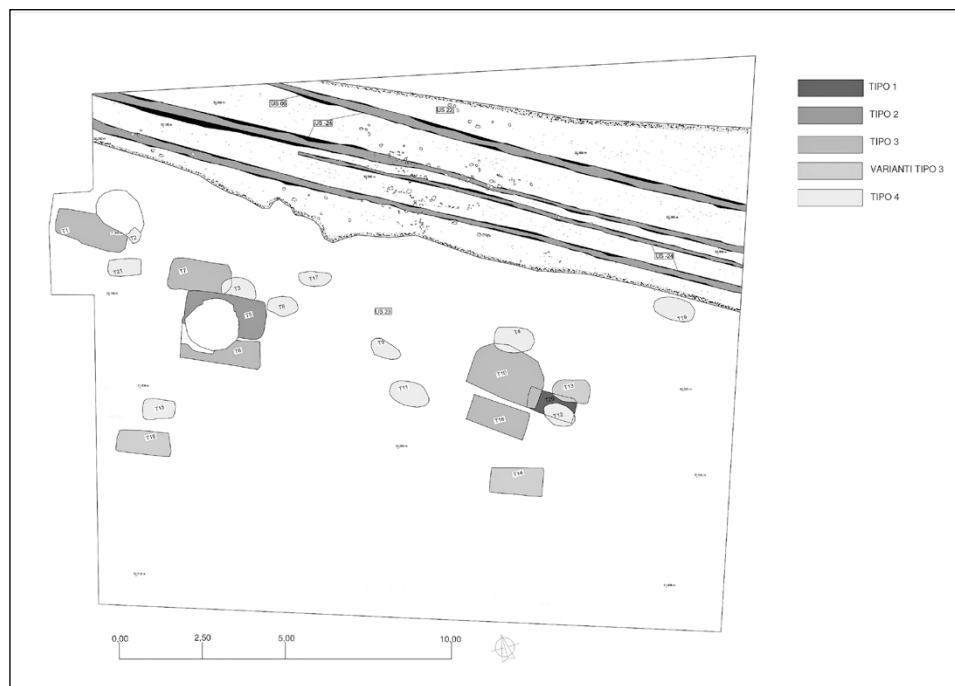 TIPO 1
TIPO 2
TIPO 3
VARIANTI TIPO 3
TIPO 4
US 06
US 22
US -24
US -24
US 23
T1
T2
T21
T7
T3
T5
T6
T8
T17
T9
T11
T4
T10
T13
T20
T12
T16
T14
T19
T15
T18
0,00
2,50
5,00
10,00